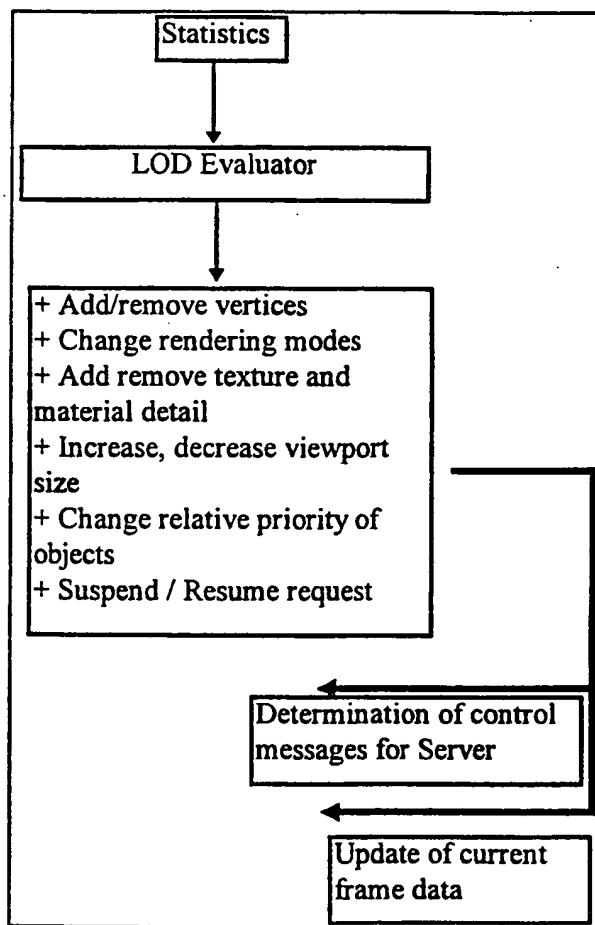 Statistics
LOD Evaluator
+ Add/remove vertices
+ Change rendering modes
+ Add remove texture and
material detail
+ Increase, decrease viewport
size
+ Change relative priority of
objects
+ Suspend / Resume request
Determination of control
messages for Server
Update of current
frame data